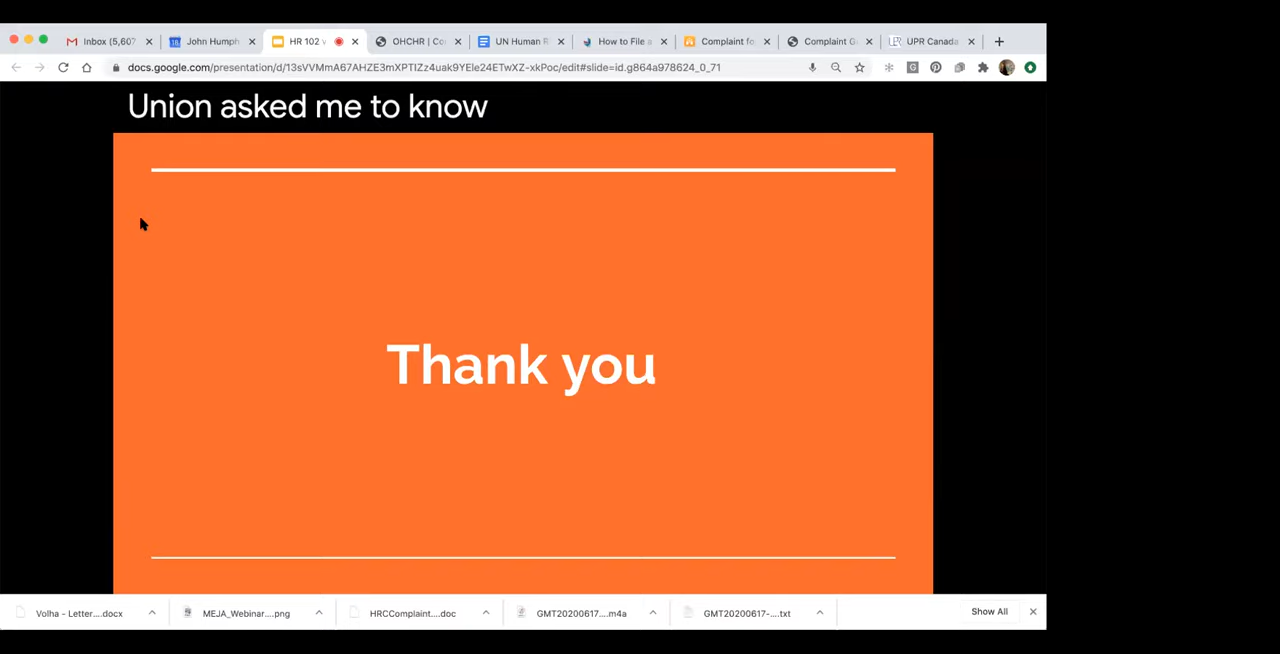 Inbox (5,607
John Humph
HR 102 v
OHCHR | Co
UN Human R
How to File a
Complaint fo
Complaint G
UPR Canada
docs.google.com/presentation/d/13sVVMmA67AHZE3mXPTIZz4uak9YEle24ETwXZ-xkPoc/edit#slide=id.g864a978624_0_71
Union asked me to know
Thank you
Volha – Letter....docx
MEJA_Webinar....png
HRCComplaint....doc
GMT20200617....m4a
GMT20200617-....txt
Show All